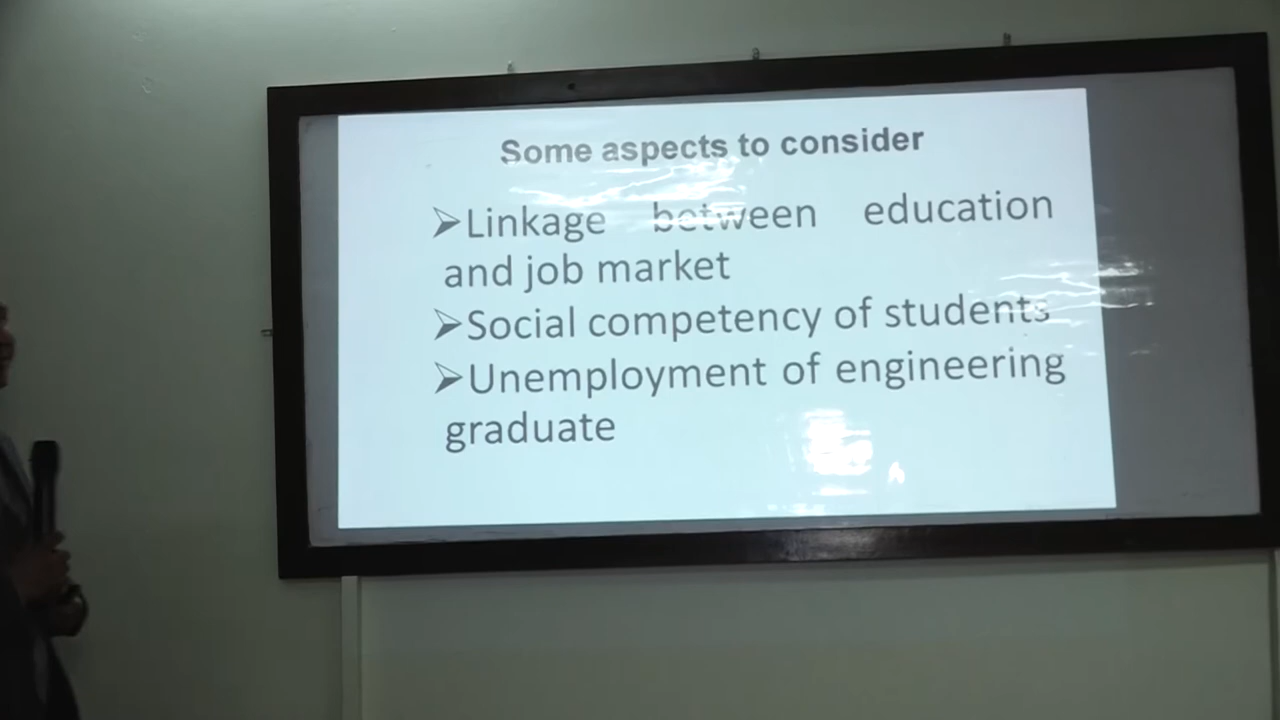 Some aspects to consider
➢Linkage between education
and job market
➢Social competency of students
➢Unemployment of engineering
graduate